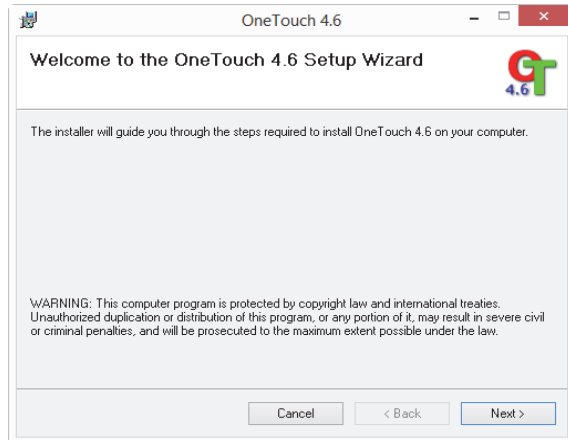 OneTouch 4.6
Welcome to the OneTouch 4.6 Setup Wizard
OT
4.6
The installer will guide you through the steps required to install OneTouch 4.6 on your computer.
WARNING: This computer program is protected by copyright law and international treaties.
Unauthorized duplication or distribution of this program, or any portion of it, may result in severe civil
or criminal penalties, and will be prosecuted to the maximum extent possible under the law.
Cancel
< Back
Next >